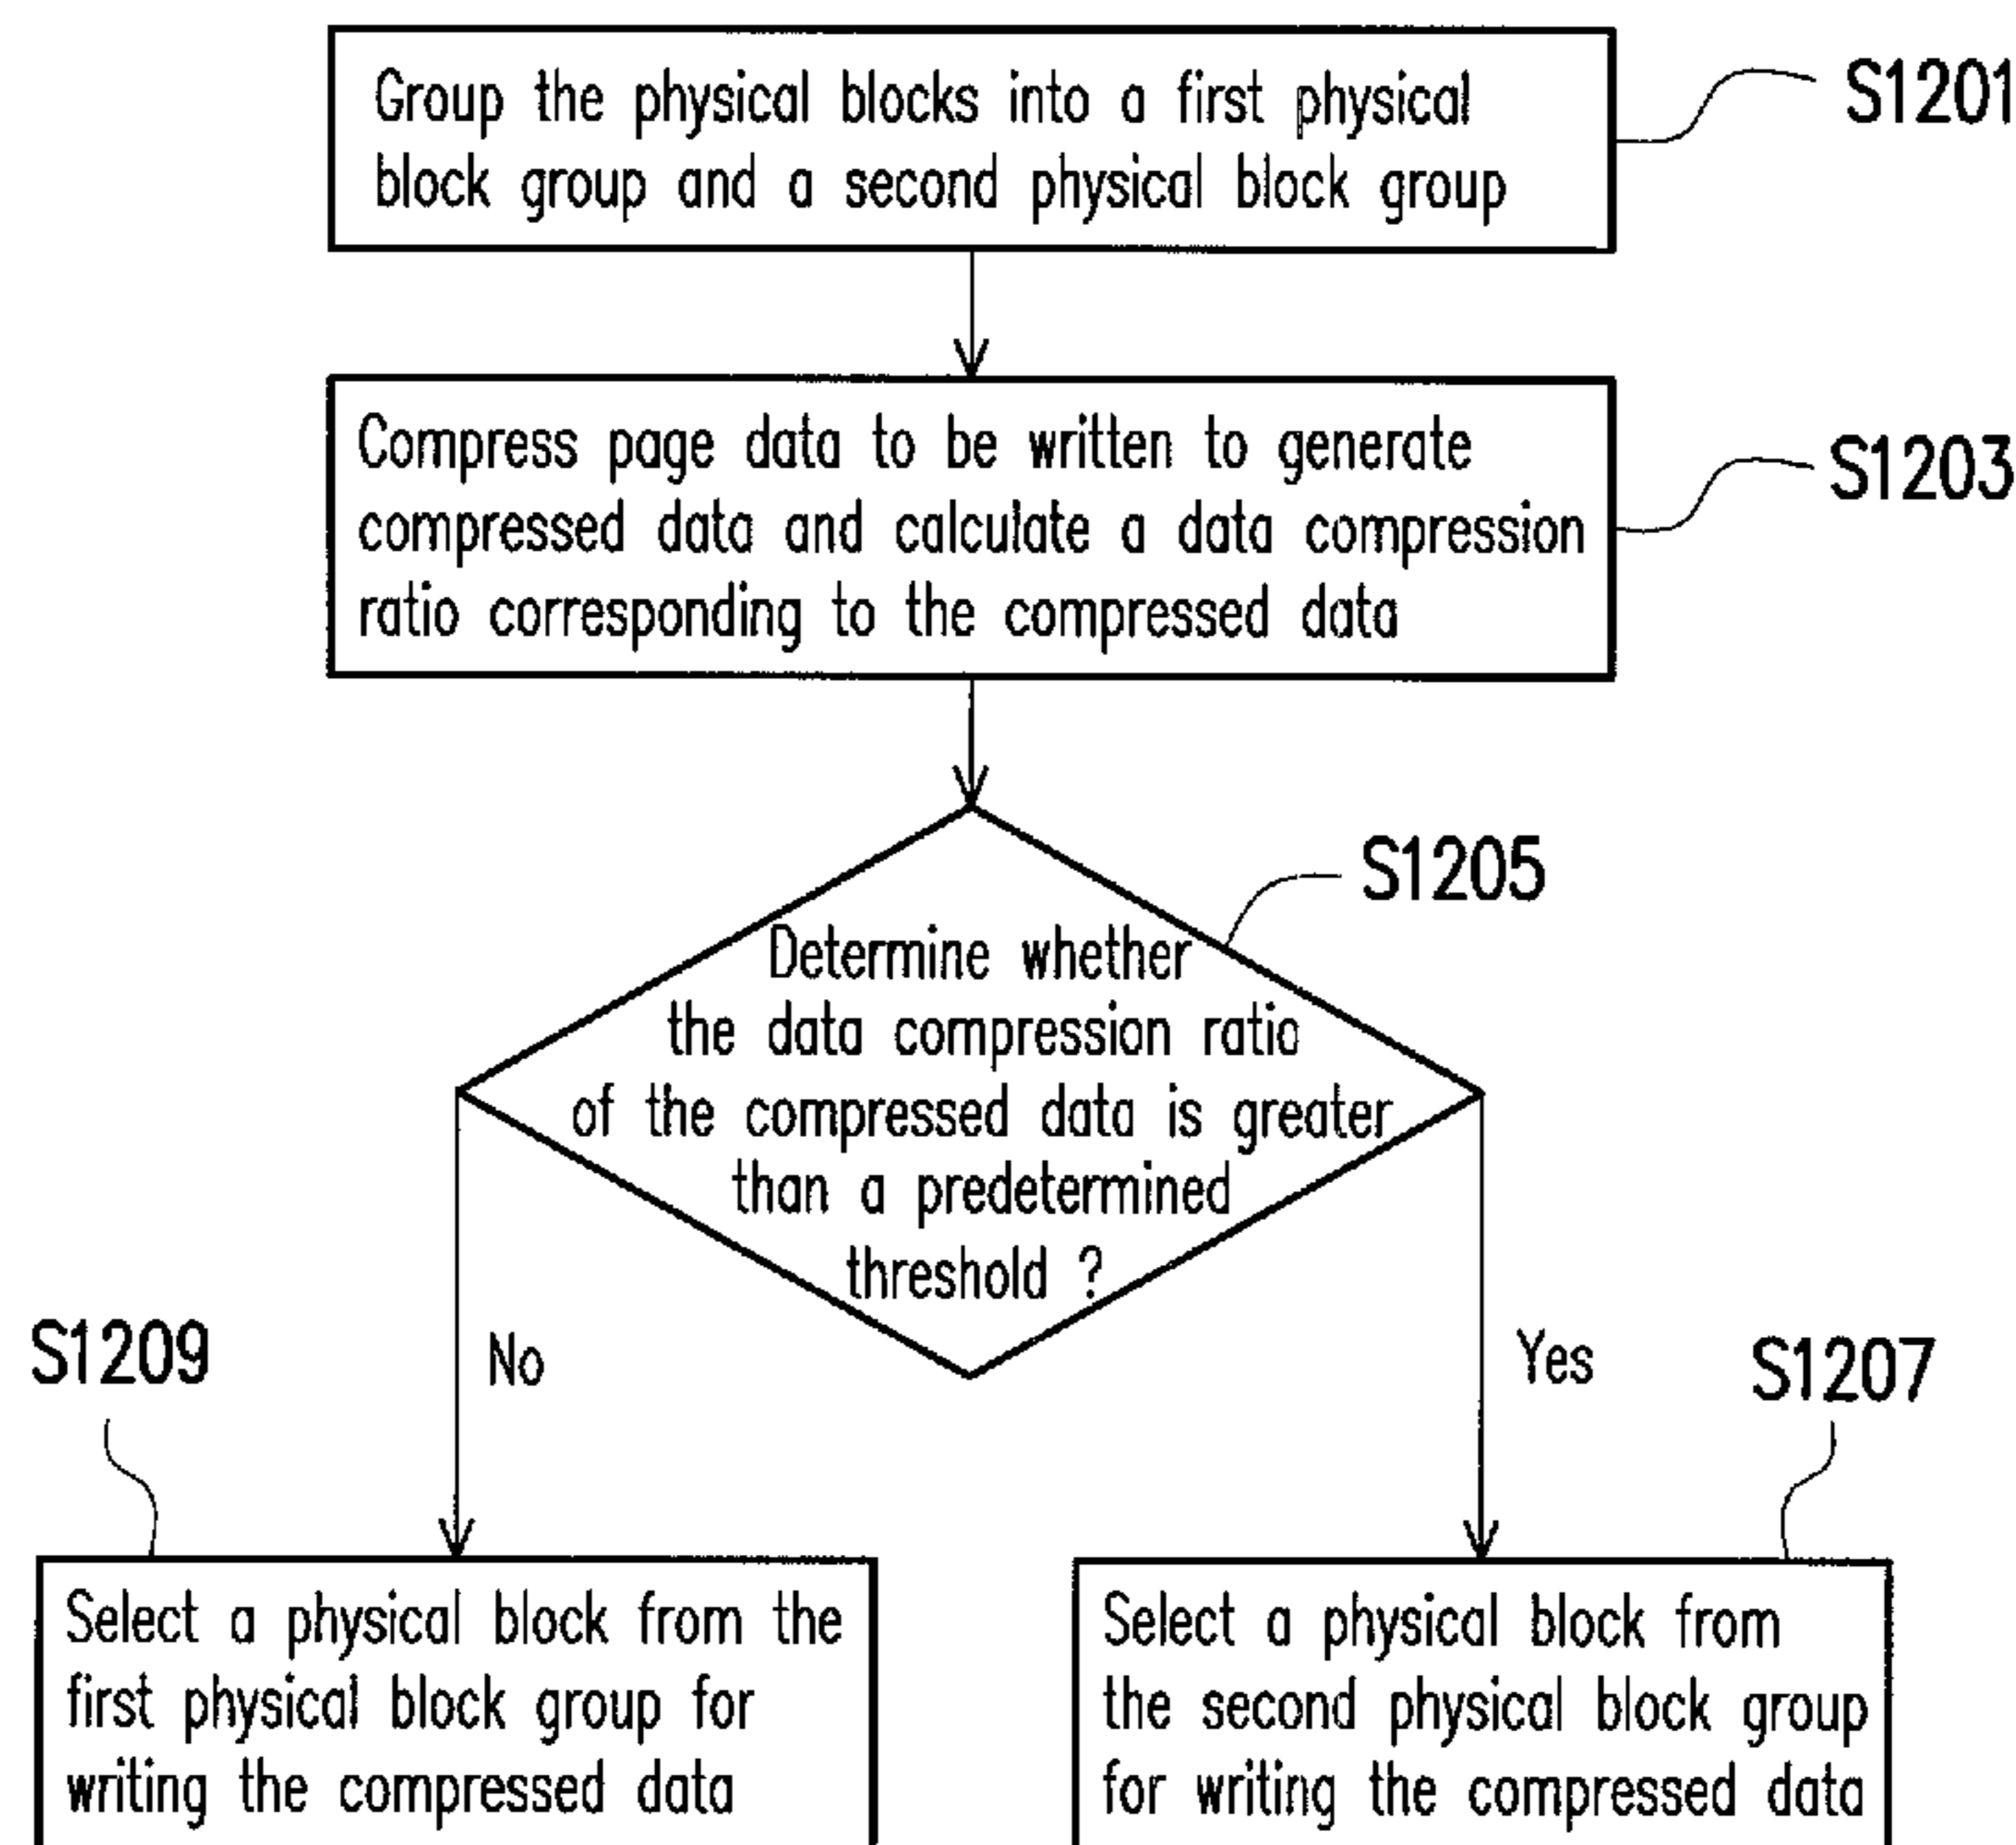 Group the physical blocks into a first physical
block group and a second physical block group
S1201
Compress page data to be written to generate
compressed data and calculate a data compression
ratio corresponding to the compressed data
S1203
S1205
Determine whether
the data compression ratio
of the compressed data is greater
than a predetermined
threshold ?
S1209
No
Yes
S1207
Select a physical block from the
first physical block group for
writing the compressed data
Select a physical block from
the second physical block group
for writing the compressed data